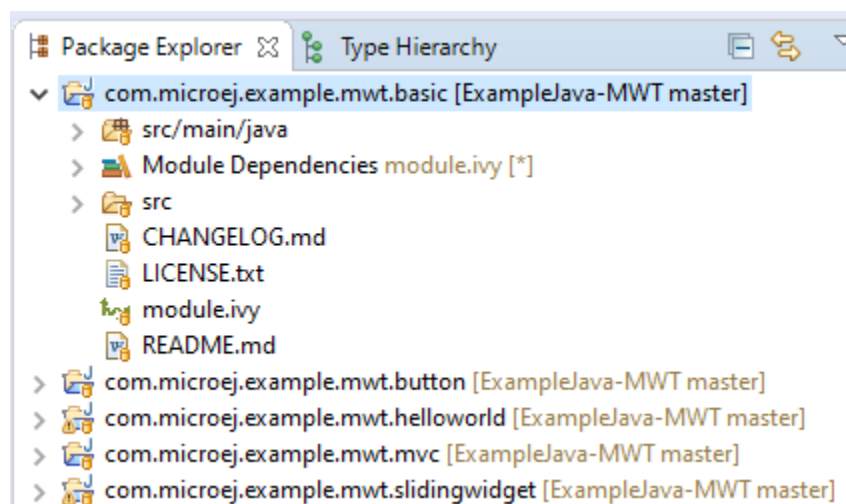 Package Explorer Type Hierarchy
com.microej.example.mwt.basic [ExampleJava-MWT master]
src/main/java
Module Dependencies module.ivy [*]
src
CHANGELOG.md
LICENSE.txt
module.ivy
README.md
com.microej.example.mwt.button [ExampleJava-MWT master]
com.microej.example.mwt.helloworld [ExampleJava-MWT master]
com.microej.example.mwt.mvc [ExampleJava-MWT master]
com.microej.example.mwt.slidingwidget [ExampleJava-MWT master]